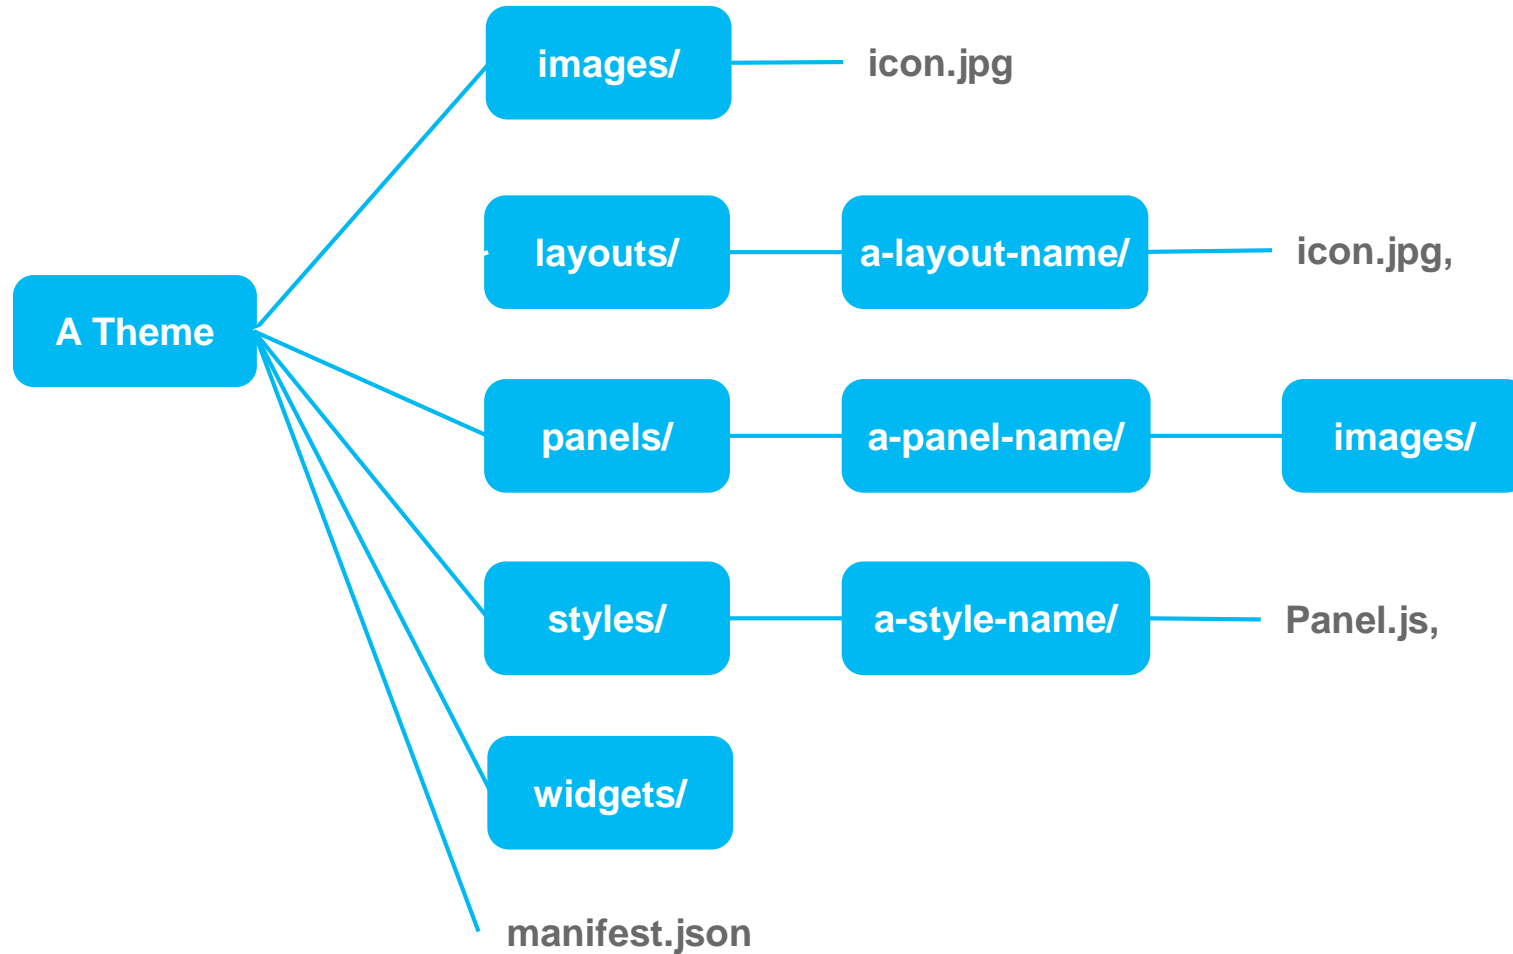 images/
icon.jpg
layouts/
a-layout-name/
icon.jpg,
A Theme
panels/
a-panel-name/
images/
styles/
a-style-name/
Panel.js,
widgets/
manifest.json